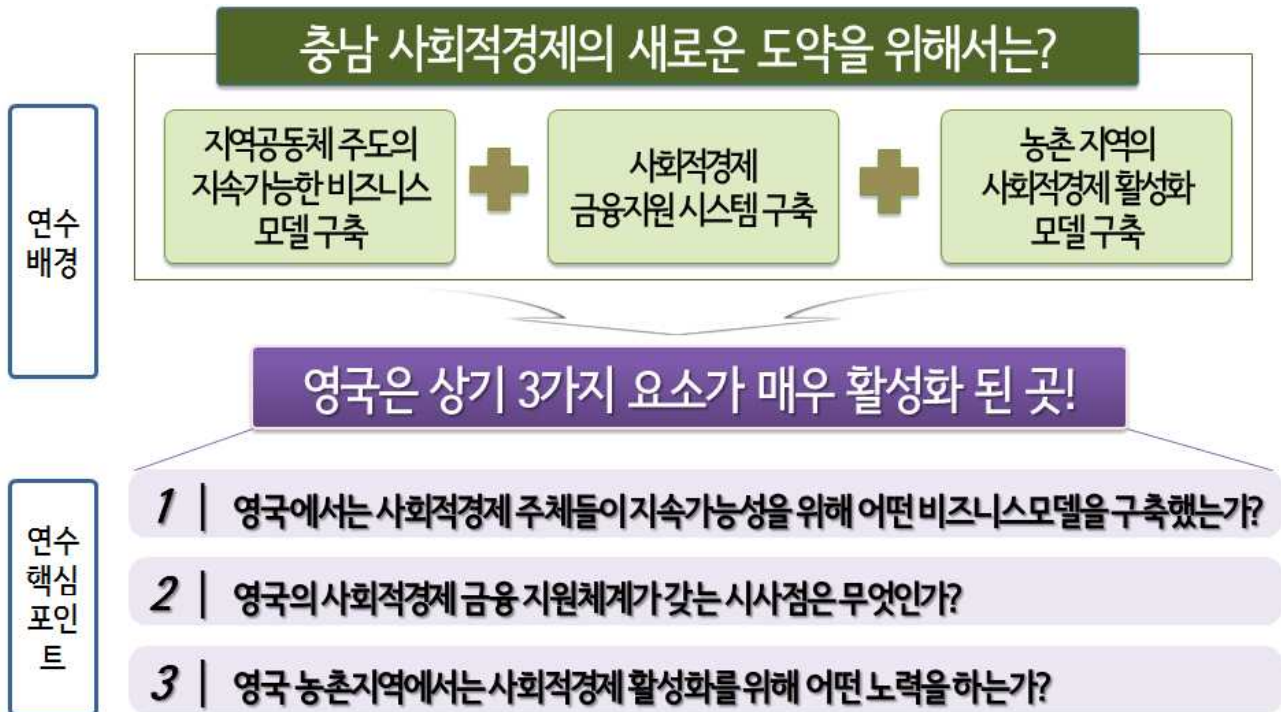 충남 사회적경제의 새로운 도약을 위해서는?
연수
배경
지역공동체 주도의
지속가능한 비즈니스
모델 구축
사회적경제
금융지원 시스템 구축
농촌 지역의
사회적경제 활성화
모델 구축
영국은 상기 3가지 요소가 매우 활성화 된 곳!
연수
핵심
포인
트
1 | 영국에서는 사회적경제 주체들이 지속가능성을 위해 어떤 비즈니스모델을 구축했는가?
2 | 영국의 사회적경제 금융 지원체계가 갖는 시사점은 무엇인가?
3 | 영국 농촌지역에서는 사회적경제 활성화를 위해 어떤 노력을 하는가?